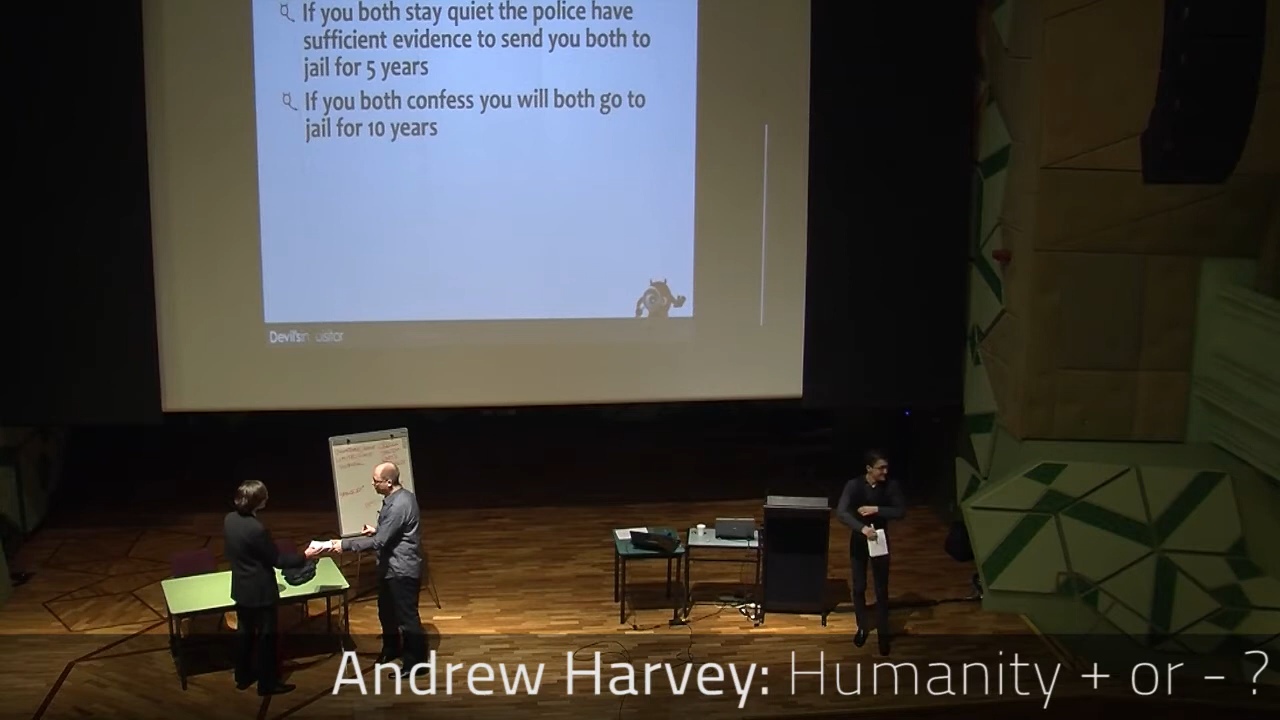 If you both stay quiet the police have
sufficient evidence to send you both to
jail for 5 years
If you both confess you will both go to
jail for 10 years
Andrew Harvey: Humanity + or - ?